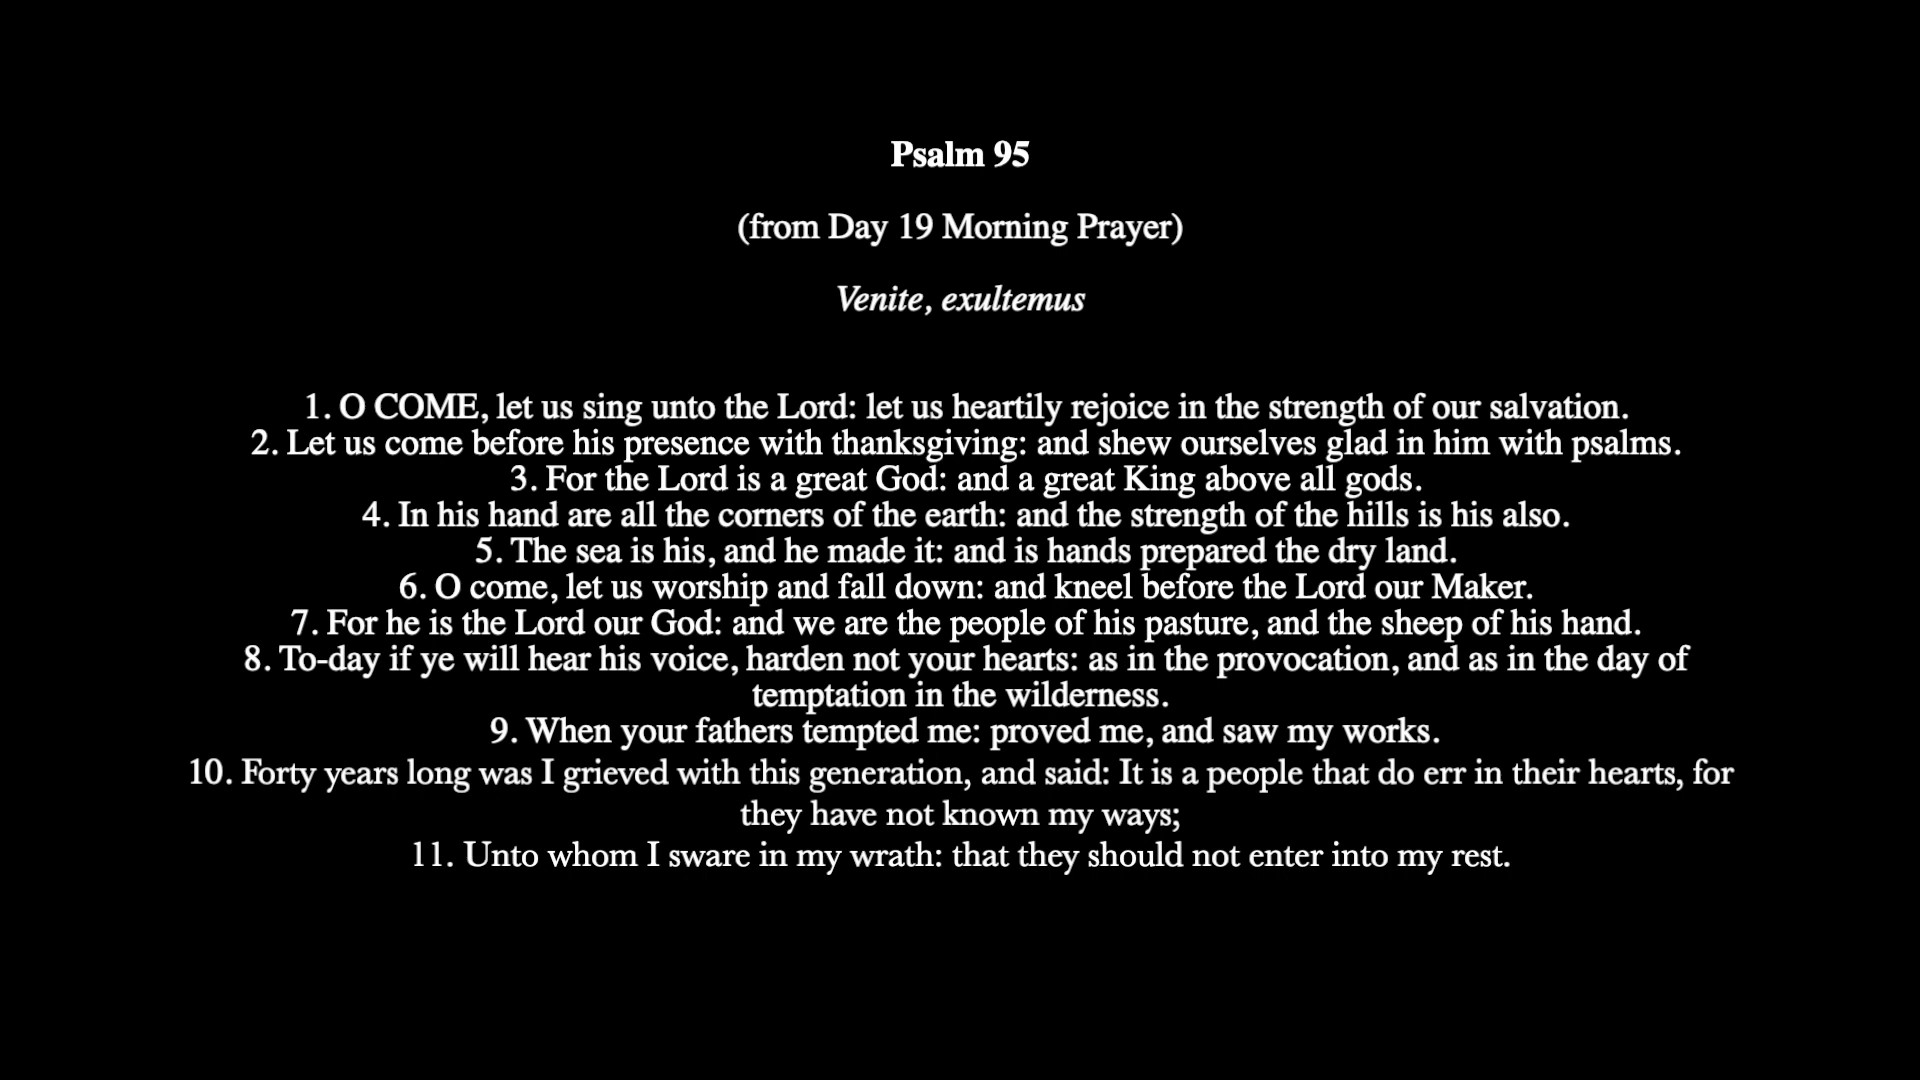 Psalm 95
(from Day 19 Morning Prayer)
Venite, exultemus
1. O COME, let us sing unto the Lord: let us heartily rejoice in the strength of our salvation.
2. Let us come before his presence with thanksgiving: and shew ourselves glad in him with psalms.
3. For the Lord is a great God: and a great King above all gods.
4. In his hand are all the corners of the earth: and the strength of the hills is his also.
5. The sea is his, and he made it: and is hands prepared the dry land.
6. O come, let us worship and fall down: and kneel before the Lord our Maker.
7. For he is the Lord our God: and we are the people of his pasture, and the sheep of his hand.
8. To-day if ye will hear his voice, harden not your hearts: as in the provocation, and as in the day of
temptation in the wilderness.
9. When your fathers tempted me: proved me, and saw my works.
10. Forty years long was I grieved with this generation, and said: It is a people that do err in their hearts, for
they have not known my ways;
11. Unto whom I sware in my wrath: that they should not enter into my rest.